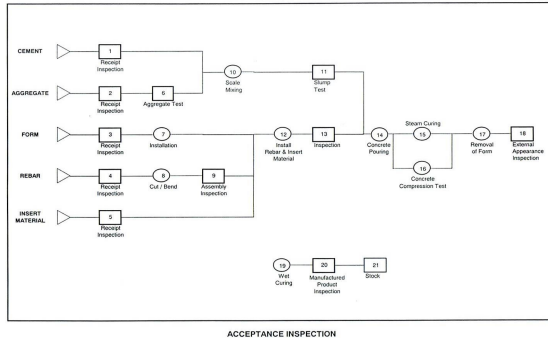 CEMENT
1
Receipt
Inspection
10
Scale
Mixing
11
Slump
Test
AGGREGATE
2
Receipt
Inspection
6
Aggregate Test
FORM
3
Receipt
Inspection
7
Installation
12
Install
Rebar & Insert
Material
13
Inspection
14
Concrete
Pouring
Steam Curing
15
16
Concrete
Compression Test
17
Removal
of Form
18
External
Appearance
Inspection
REBAR
4
Receipt
Inspection
8
Cut / Bend
9
Assembly
Inspection
INSERT
MATERIAL
5
Receipt
Inspection
19
Wet
Curing
20
Manufactured
Product
Inspection
21
Stock
ACCEPTANCE INSPECTION